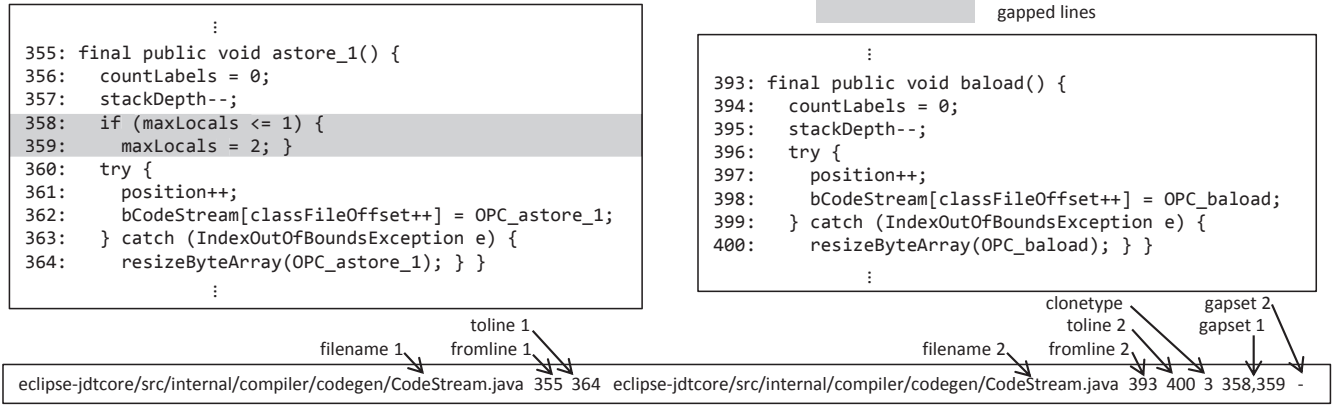 gapped lines
⋮
355: final public void astore_1() {
356:   countLabels = 0;
357:   stackDepth--;
358:   if (maxLocals <= 1) {
359:     maxLocals = 2; }
360:   try {
361:     position++;
362:     bCodeStream[classFileOffset++] = OPC_astore_1;
363:   } catch (IndexOutOfBoundsException e) {
364:     resizeByteArray(OPC_astore_1); } }
⋮
⋮
393: final public void baload() {
394:   countLabels = 0;
395:   stackDepth--;
396:   try {
397:     position++;
398:     bCodeStream[classFileOffset++] = OPC_baload;
399:   } catch (IndexOutOfBoundsException e) {
400:     resizeByteArray(OPC_baload); } }
⋮
filename 1
toline 1
fromline 1
filename 2
clonetype
toline 2
fromline 2
gapset 2
gapset 1
eclipse-jdtcore/src/internal/compiler/codegen/CodeStream.java 355 364 eclipse-jdtcore/src/internal/compiler/codegen/CodeStream.java 393 400 3 358,359 -